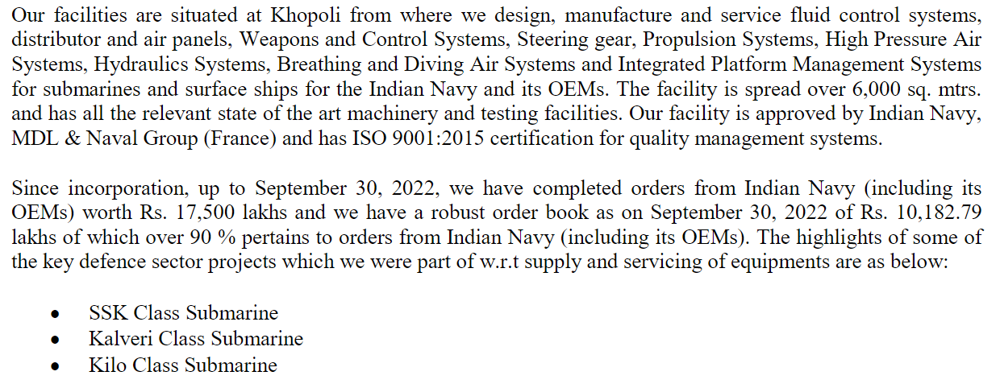 Our facilities are situated at Khopoli from where we design, manufacture and service fluid control systems,
distributor and air panels, Weapons and Control Systems, Steering gear, Propulsion Systems, High Pressure Air
Systems, Hydraulics Systems, Breathing and Diving Air Systems and Integrated Platform Management Systems
for submarines and surface ships for the Indian Navy and its OEMs. The facility is spread over 6,000 sq. mtrs.
and has all the relevant state of the art machinery and testing facilities. Our facility is approved by Indian Navy,
MDL & Naval Group (France) and has ISO 9001:2015 certification for quality management systems.
Since incorporation, up to September 30, 2022, we have completed orders from Indian Navy (including its
OEMs) worth Rs. 17,500 lakhs and we have a robust order book as on September 30, 2022 of Rs. 10,182.79
lakhs of which over 90 % pertains to orders from Indian Navy (including its OEMs). The highlights of some of
the key defence sector projects which we were part of w.r.t supply and servicing of equipments are as below:
• SSK Class Submarine
• Kalveri Class Submarine
• Kilo Class Submarine